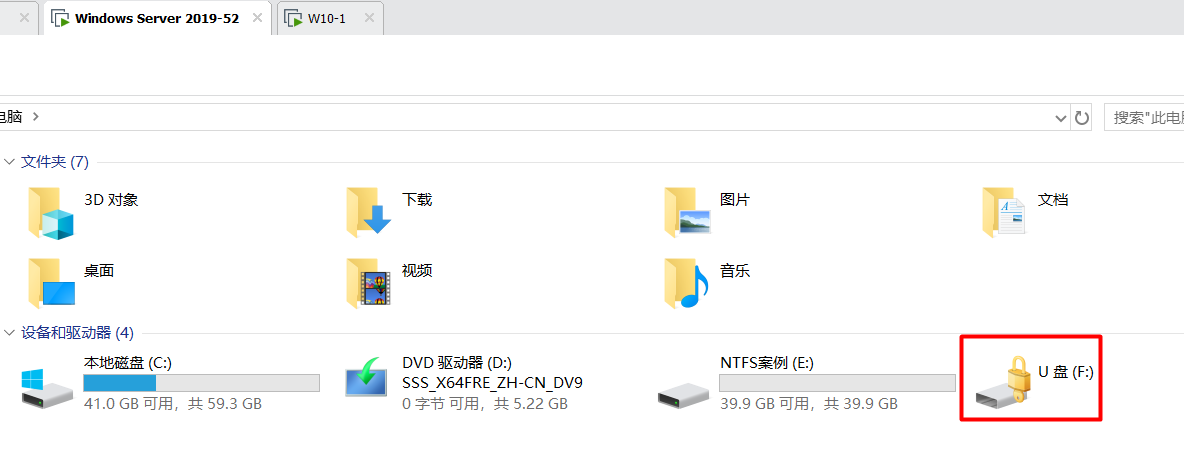 Windows Server 2019-52
W10-1
电脑
搜索"此电脑
文件夹 (7)
3D 对象
下载
图片
文档
桌面
视频
音乐
设备和驱动器 (4)
本地磁盘 (C:)
41.0 GB 可用，共 59.3 GB
DVD 驱动器 (D:)
SSS_X64FRE_ZH-CN_DV9
0 字节 可用，共 5.22 GB
NTFS案例 (E:)
39.9 GB 可用，共 39.9 GB
U 盘 (F:)